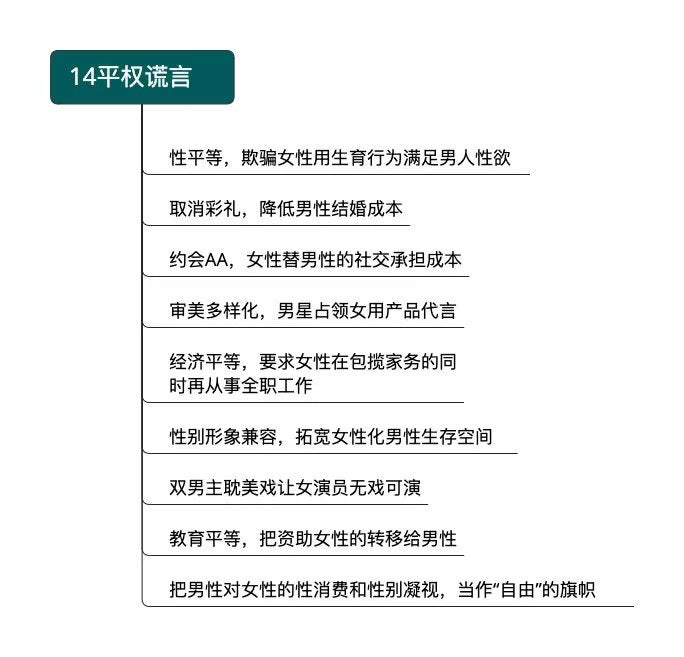 14平权谎言
性平等，欺骗女性用生育行为满足男人性欲
取消彩礼，降低男性结婚成本
约会AA，女性替男性的社交承担成本
审美多样化，男星占领女用产品代言
经济平等，要求女性在包揽家务的同
时再从事全职工作
性别形象兼容，拓宽女性化男性生存空间
双男主耽美戏让女演员无戏可演
教育平等，把资助女性的转移给男性
把男性对女性的性消费和性别凝视，当作“自由”的旗帜